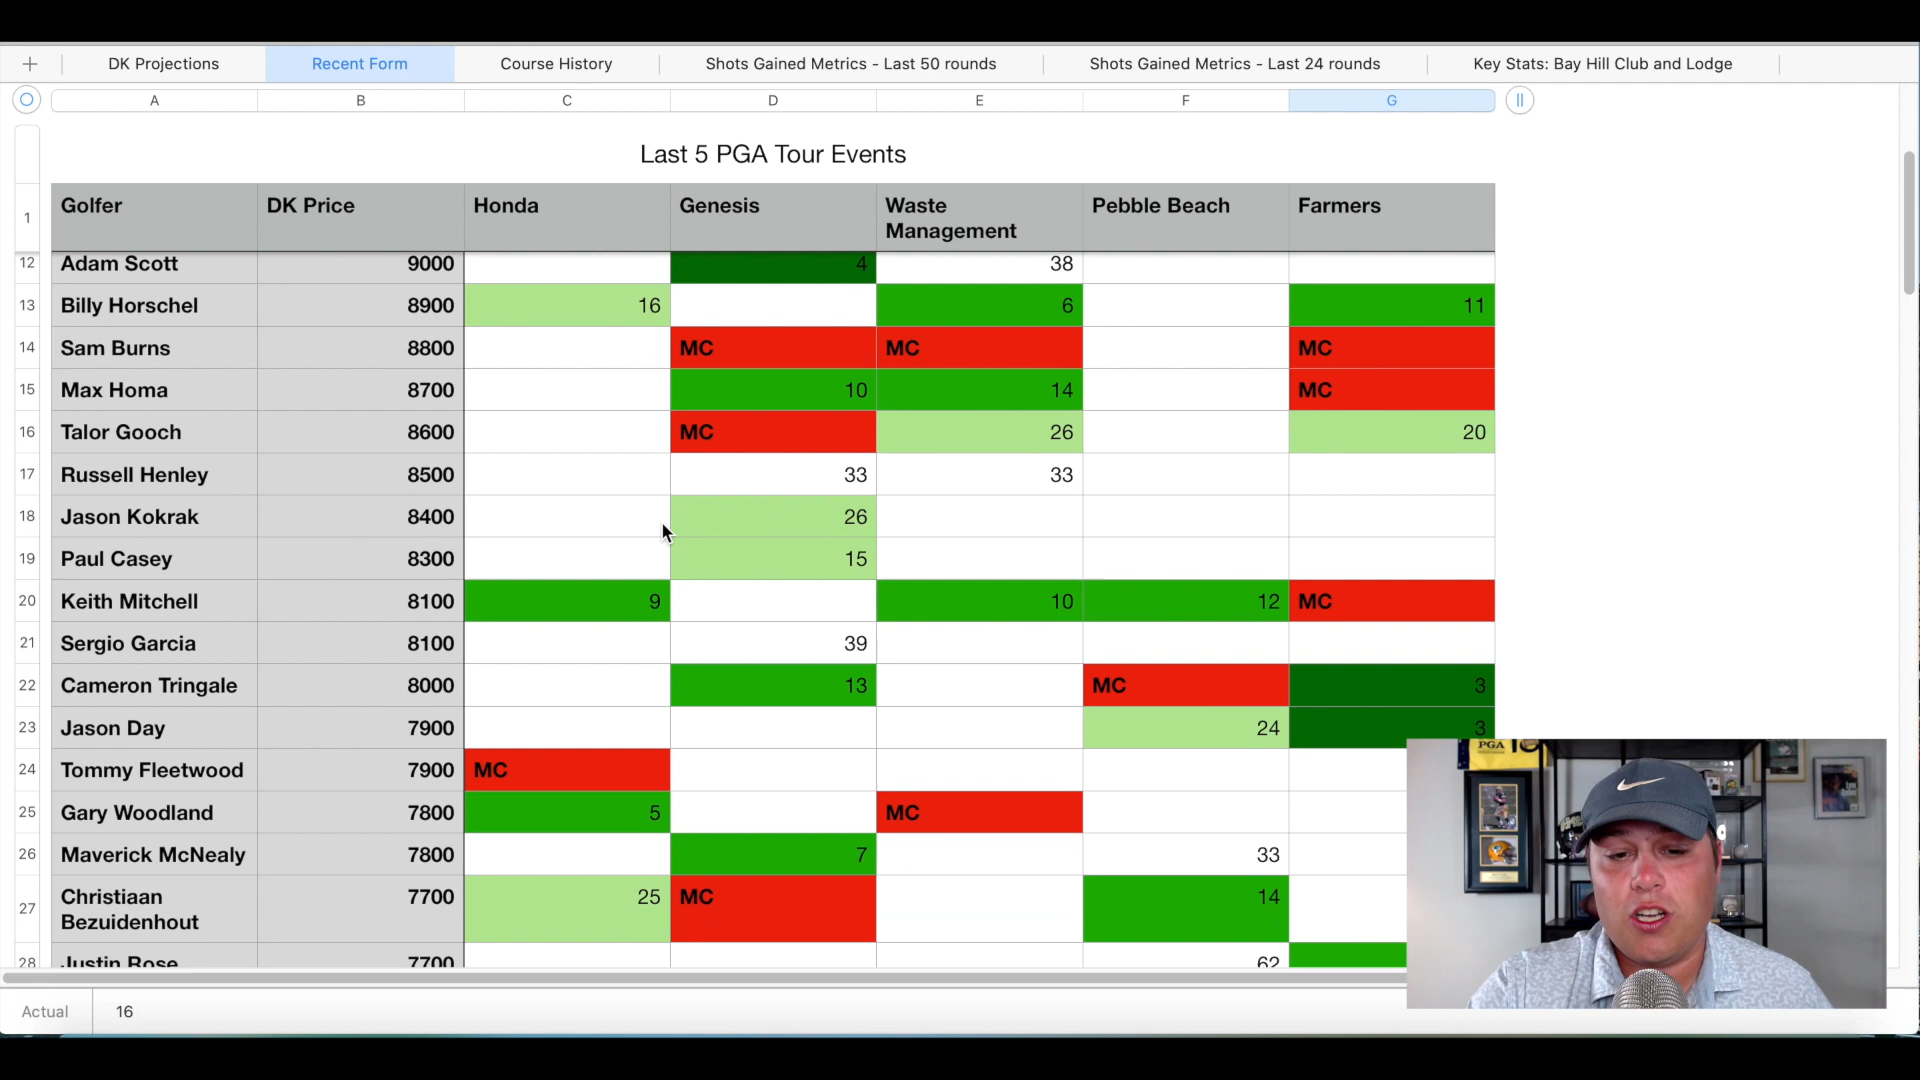 DK Projections Recent Form Course History Shots Gained Metrics - Last 50 rounds Shots Gained Metrics - Last 24 rounds Key Stats: Bay Hill Club and Lodge
A B C D E F G
Last 5 PGA Tour Events
1 Golfer DK Price Honda Genesis Waste Pebble Beach Farmers
Management
12 Adam Scott 9000 4 38
13 Billy Horschel 8900 16 6 11
14 Sam Burns 8800 MC MC MC
15 Max Homa 8700 10 14 MC
16 Talor Gooch 8600 MC 26 20
17 Russell Henley 8500 33 33
18 Jason Kokrak 8400 26
19 Paul Casey 8300 15
20 Keith Mitchell 8100 9 10 12 MC
21 Sergio Garcia 8100 39
22 Cameron Tringale 8000 13 MC 3
23 Jason Day 7900 24 3
24 Tommy Fleetwood 7900 MC
25 Gary Woodland 7800 5 MC
26 Maverick McNealy 7800 7 33
27 Christiaan 7700 25 MC 14
Bezuidenhout
28 Justin Rose 7700 62
PGA
Actual 16